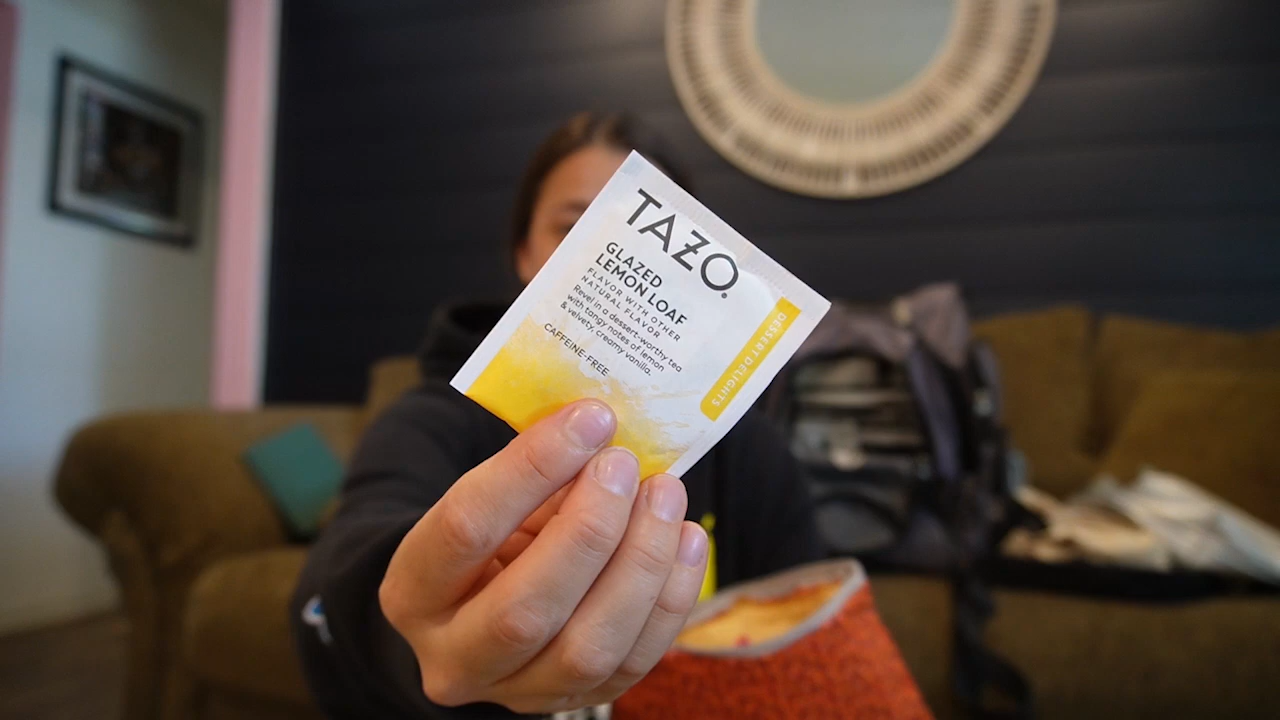 TAZO.
GLAZED
LEMON LOAF
FLAVOR WITH OTHER
NATURAL FLAVOR
Revel in a dessert-worthy tea
with tangy notes of lemon
& velvety, creamy vanilla.
CAFFEINE-FREE
DESSERT DELIGHTS